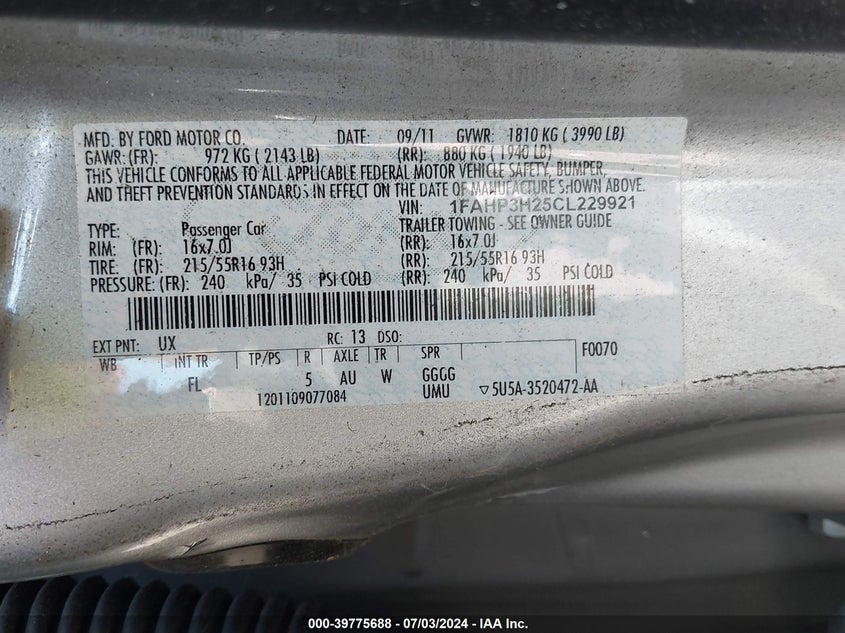 MFD. BY FORD MOTOR CO. DATE: 09/11 GVWR: 1810 KG ( 3990 LB)
GAWR: (FR): 972 KG ( 2143 LB) (RR): 880 KG ( 1940 LB)
THIS VEHICLE CONFORMS TO ALL APPLICABLE FEDERAL MOTOR VEHICLE SAFETY, BUMPER,
AND THEFT PREVENTION STANDARDS IN EFFECT ON THE DATE OF MANUFACTURE SHOWN ABOVE.
VIN: 1FAHP3H25CL229921
TYPE: Passenger Car TRAILER TOWING - SEE OWNER GUIDE
RIM: (FR): 16x7.0J (RR): 16x7.0J
TIRE: (FR): 215/55R16 93H (RR): 215/55R16 93H
PRESSURE: (FR): 240 kPa/ 35 PSI COLD (RR): 240 kPa/ 35 PSI COLD
EXT PNT: UX RC: 13 DSO: F0070
WB INT TR TP/PS R AXLE TR SPR
FL 5 AU W GGGG
1201109077084 UMU ▽5U5A-3520472-AA
000-39775688 - 07/03/2024 - IAA Inc.